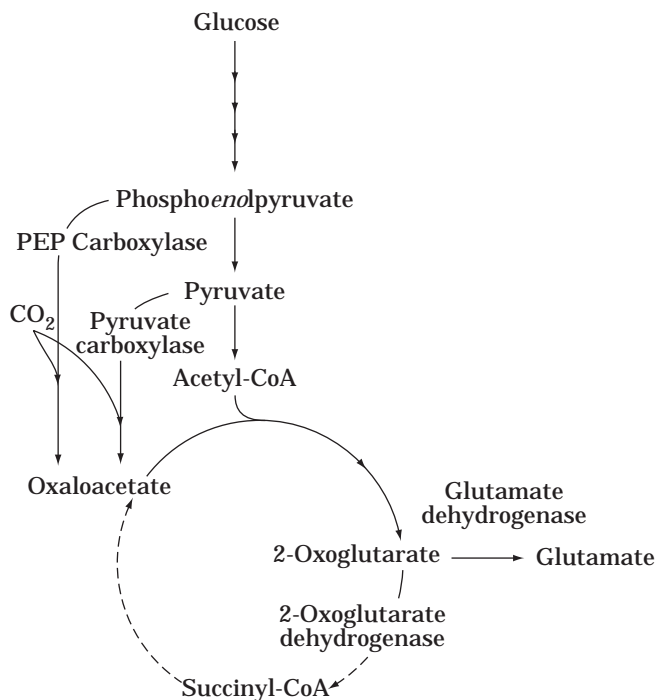 Glucose
Phosphoenolpyruvate
PEP Carboxylase
Pyruvate
CO2
Pyruvate
carboxylase
Acetyl-CoA
Oxaloacetate
Glutamate
dehydrogenase
2-Oxoglutarate
Glutamate
2-Oxoglutarate
dehydrogenase
Succinyl-CoA